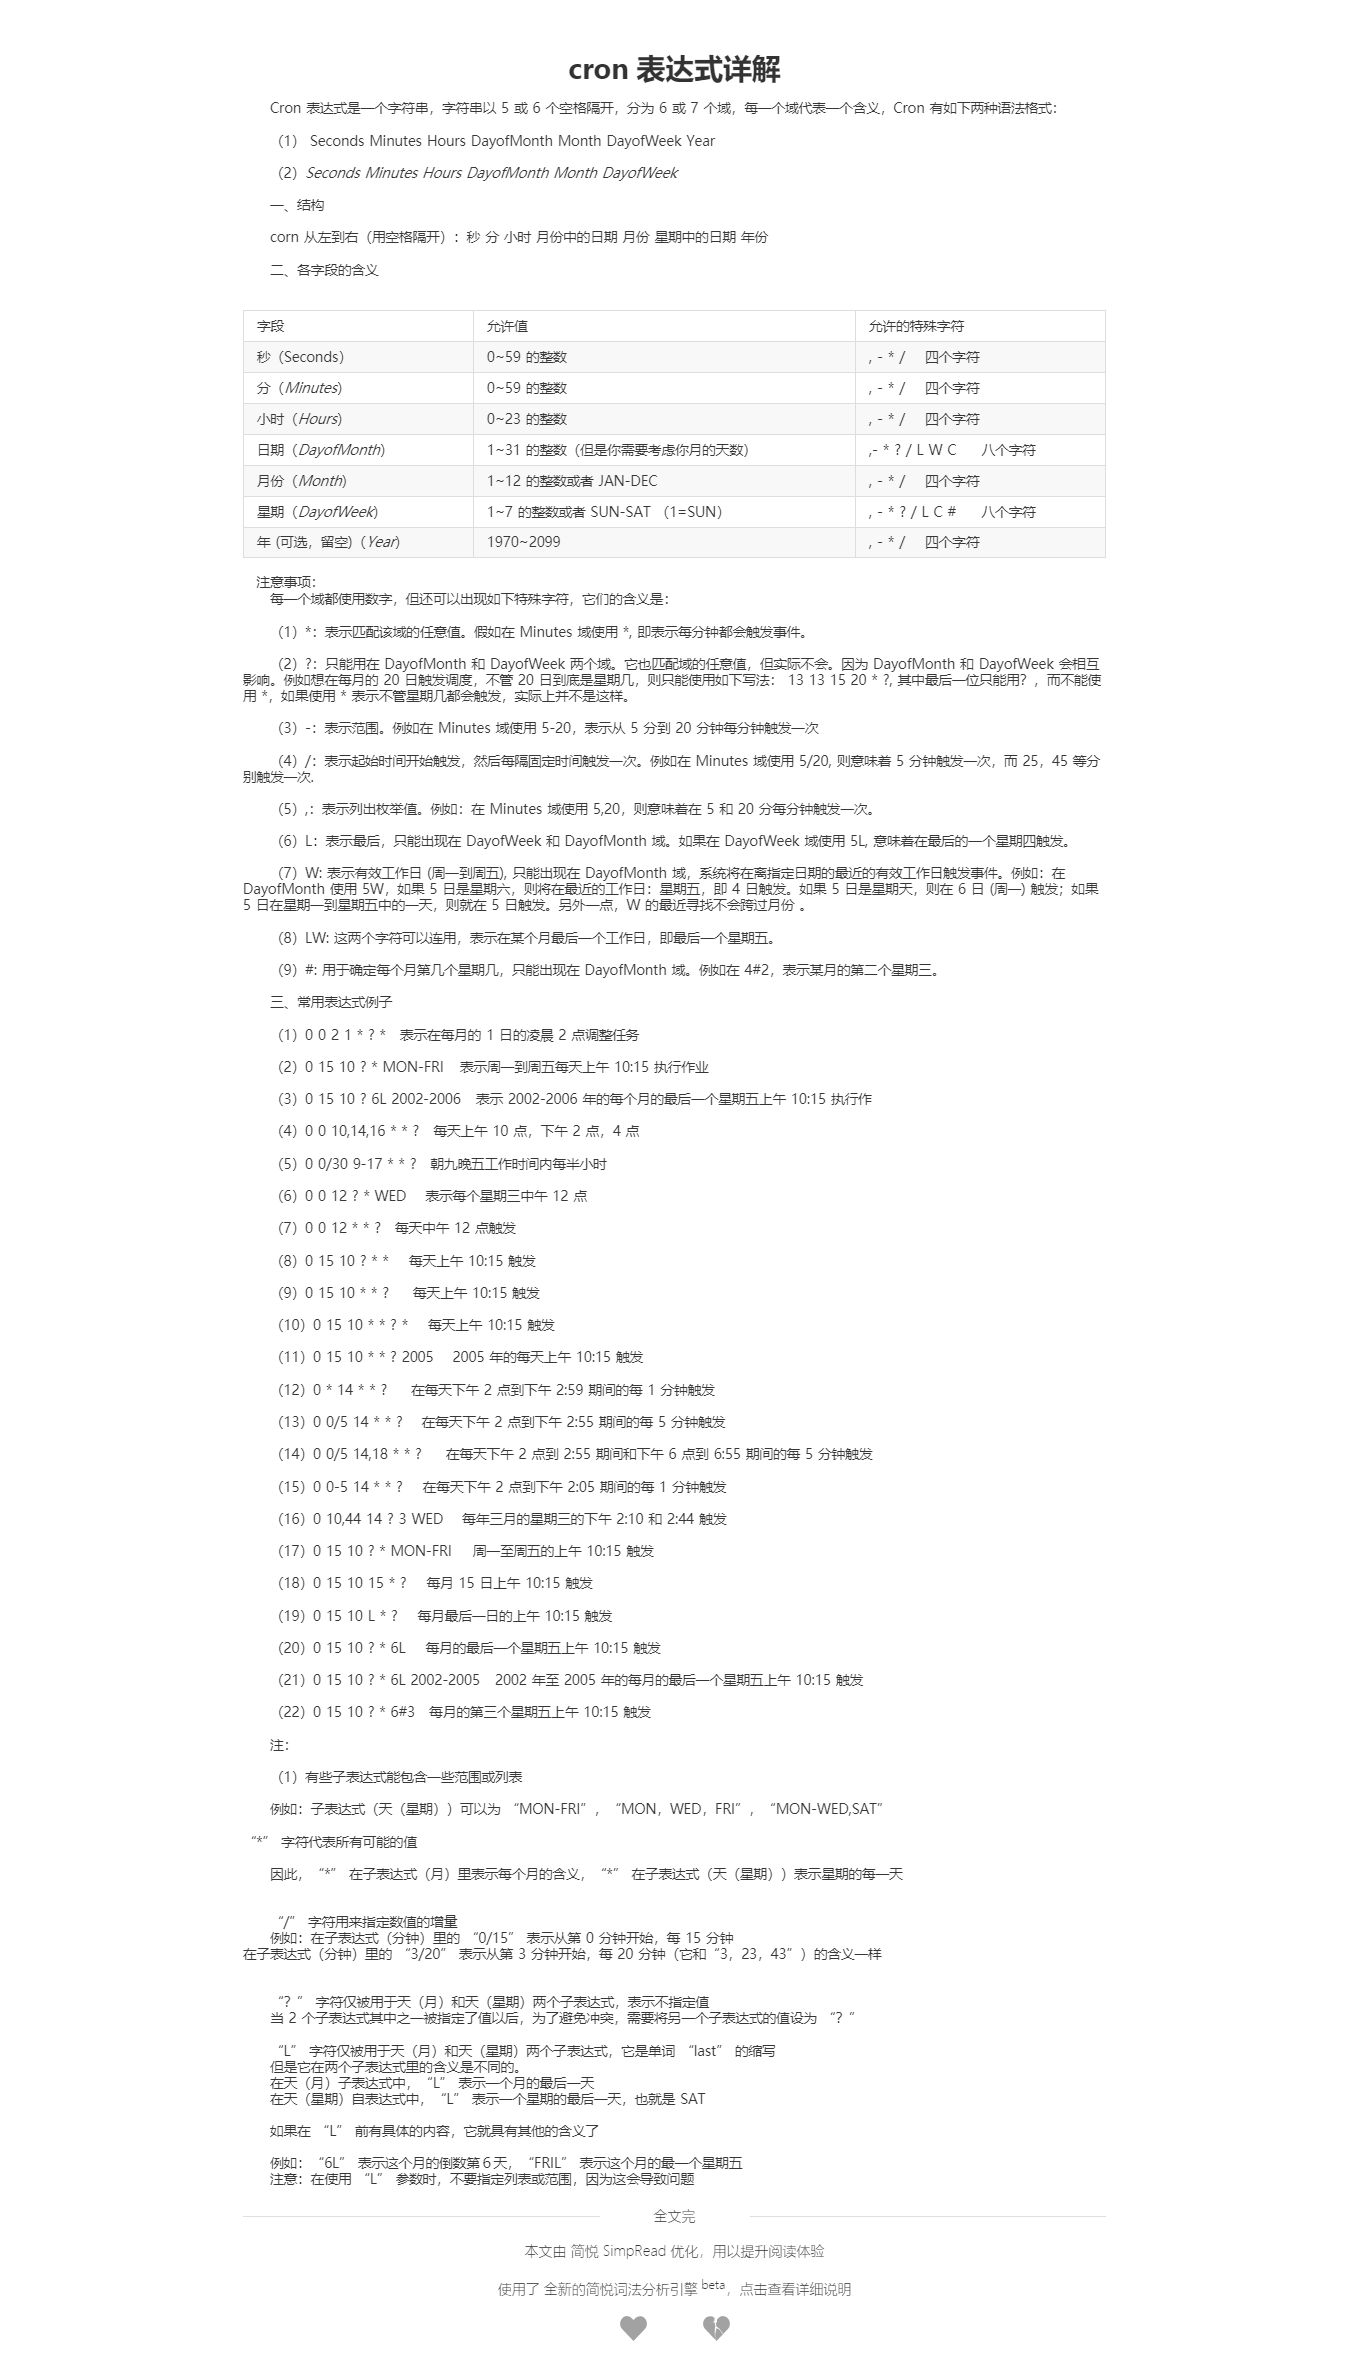 cron 表达式详解
Cron 表达式是一个字符串，字符串以 5 或 6 个空格隔开，分为 6 或 7 个域，每一个域代表一个含义，Cron 有如下两种语法格式：
（1） Seconds Minutes Hours DayofMonth Month DayofWeek Year
（2）Seconds Minutes Hours DayofMonth Month DayofWeek
一、结构
corn 从左到右（用空格隔开）：秒 分 小时 月份中的日期 月份 星期中的日期 年份
二、各字段的含义
字段 允许值 允许的特殊字符
秒（Seconds） 0~59 的整数 , - * / 四个字符
分（Minutes） 0~59 的整数 , - * / 四个字符
小时（Hours） 0~23 的整数 , - * / 四个字符
日期（DayofMonth） 1~31 的整数（但是你需要考虑你月的天数） ,- * ? / L W C 八个字符
月份（Month） 1~12 的整数或者 JAN-DEC , - * / 四个字符
星期（DayofWeek） 1~7 的整数或者 SUN-SAT （1=SUN） , - * ? / L C # 八个字符
年 (可选，留空)（Year） 1970~2099 , - * / 四个字符
注意事项：
每一个域都使用数字，但还可以出现如下特殊字符，它们的含义是：
（1）*：表示匹配该域的任意值。假如在 Minutes 域使用 *, 即表示每分钟都会触发事件。
（2）?：只能用在 DayofMonth 和 DayofWeek 两个域。它也匹配域的任意值，但实际不会。因为 DayofMonth 和 DayofWeek 会相互
影响。例如想在每月的 20 日触发调度，不管 20 日到底是星期几，则只能使用如下写法： 13 13 15 20 * ?, 其中最后一位只能用？，而不能使
用 *，如果使用 * 表示不管星期几都会触发，实际上并不是这样。
（3）-：表示范围。例如在 Minutes 域使用 5-20，表示从 5 分到 20 分钟每分钟触发一次
（4）/：表示起始时间开始触发，然后每隔固定时间触发一次。例如在 Minutes 域使用 5/20, 则意味着 5 分钟触发一次，而 25，45 等分
别触发一次.
（5）,：表示列出枚举值。例如：在 Minutes 域使用 5,20，则意味着在 5 和 20 分每分钟触发一次。
（6）L：表示最后，只能出现在 DayofWeek 和 DayofMonth 域。如果在 DayofWeek 域使用 5L, 意味着在最后的一个星期四触发。
（7）W: 表示有效工作日 (周一到周五), 只能出现在 DayofMonth 域，系统将在离指定日期的最近的有效工作日触发事件。例如：在
DayofMonth 使用 5W，如果 5 日是星期六，则将在最近的工作日：星期五，即 4 日触发。如果 5 日是星期天，则在 6 日 (周一) 触发；如果
5 日在星期一到星期五中的一天，则就在 5 日触发。另外一点，W 的最近寻找不会跨过月份 。
（8）LW: 这两个字符可以连用，表示在某个月最后一个工作日，即最后一个星期五。
（9）#: 用于确定每个月第几个星期几，只能出现在 DayofMonth 域。例如在 4#2，表示某月的第二个星期三。
三、常用表达式例子
（1）0 0 2 1 * ? * 表示在每月的 1 日的凌晨 2 点调整任务
（2）0 15 10 ? * MON-FRI 表示周一到周五每天上午 10:15 执行作业
（3）0 15 10 ? 6L 2002-2006 表示 2002-2006 年的每个月的最后一个星期五上午 10:15 执行作
（4）0 0 10,14,16 * * ? 每天上午 10 点，下午 2 点，4 点
（5）0 0/30 9-17 * * ? 朝九晚五工作时间内每半小时
（6）0 0 12 ? * WED 表示每个星期三中午 12 点
（7）0 0 12 * * ? 每天中午 12 点触发
（8）0 15 10 ? * * 每天上午 10:15 触发
（9）0 15 10 * * ? 每天上午 10:15 触发
（10）0 15 10 * * ? * 每天上午 10:15 触发
（11）0 15 10 * * ? 2005 2005 年的每天上午 10:15 触发
（12）0 * 14 * * ? 在每天下午 2 点到下午 2:59 期间的每 1 分钟触发
（13）0 0/5 14 * * ? 在每天下午 2 点到下午 2:55 期间的每 5 分钟触发
（14）0 0/5 14,18 * * ? 在每天下午 2 点到 2:55 期间和下午 6 点到 6:55 期间的每 5 分钟触发
（15）0 0-5 14 * * ? 在每天下午 2 点到下午 2:05 期间的每 1 分钟触发
（16）0 10,44 14 ? 3 WED 每年三月的星期三的下午 2:10 和 2:44 触发
（17）0 15 10 ? * MON-FRI 周一至周五的上午 10:15 触发
（18）0 15 10 15 * ? 每月 15 日上午 10:15 触发
（19）0 15 10 L * ? 每月最后一日的上午 10:15 触发
（20）0 15 10 ? * 6L 每月的最后一个星期五上午 10:15 触发
（21）0 15 10 ? * 6L 2002-2005 2002 年至 2005 年的每月的最后一个星期五上午 10:15 触发
（22）0 15 10 ? * 6#3 每月的第三个星期五上午 10:15 触发
注：
（1）有些子表达式能包含一些范围或列表
例如：子表达式（天（星期））可以为 “MON-FRI”，“MON，WED，FRI”，“MON-WED,SAT”
“*” 字符代表所有可能的值
因此，“*” 在子表达式（月）里表示每个月的含义，“*” 在子表达式（天（星期））表示星期的每一天
“/” 字符用来指定数值的增量
例如：在子表达式（分钟）里的 “0/15” 表示从第 0 分钟开始，每 15 分钟
在子表达式（分钟）里的 “3/20” 表示从第 3 分钟开始，每 20 分钟（它和“3，23，43”）的含义一样
“？” 字符仅被用于天（月）和天（星期）两个子表达式，表示不指定值
当 2 个子表达式其中之一被指定了值以后，为了避免冲突，需要将另一个子表达式的值设为 “？”
“L” 字符仅被用于天（月）和天（星期）两个子表达式，它是单词 “last” 的缩写
但是它在两个子表达式里的含义是不同的。
在天（月）子表达式中，“L” 表示一个月的最后一天
在天（星期）自表达式中，“L” 表示一个星期的最后一天，也就是 SAT
如果在 “L” 前有具体的内容，它就具有其他的含义了
例如：“6L” 表示这个月的倒数第６天，“FRIL” 表示这个月的最一个星期五
注意：在使用 “L” 参数时，不要指定列表或范围，因为这会导致问题
全文完
本文由 简悦 SimpRead 优化，用以提升阅读体验
使用了 全新的简悦词法分析引擎 beta，点击查看详细说明